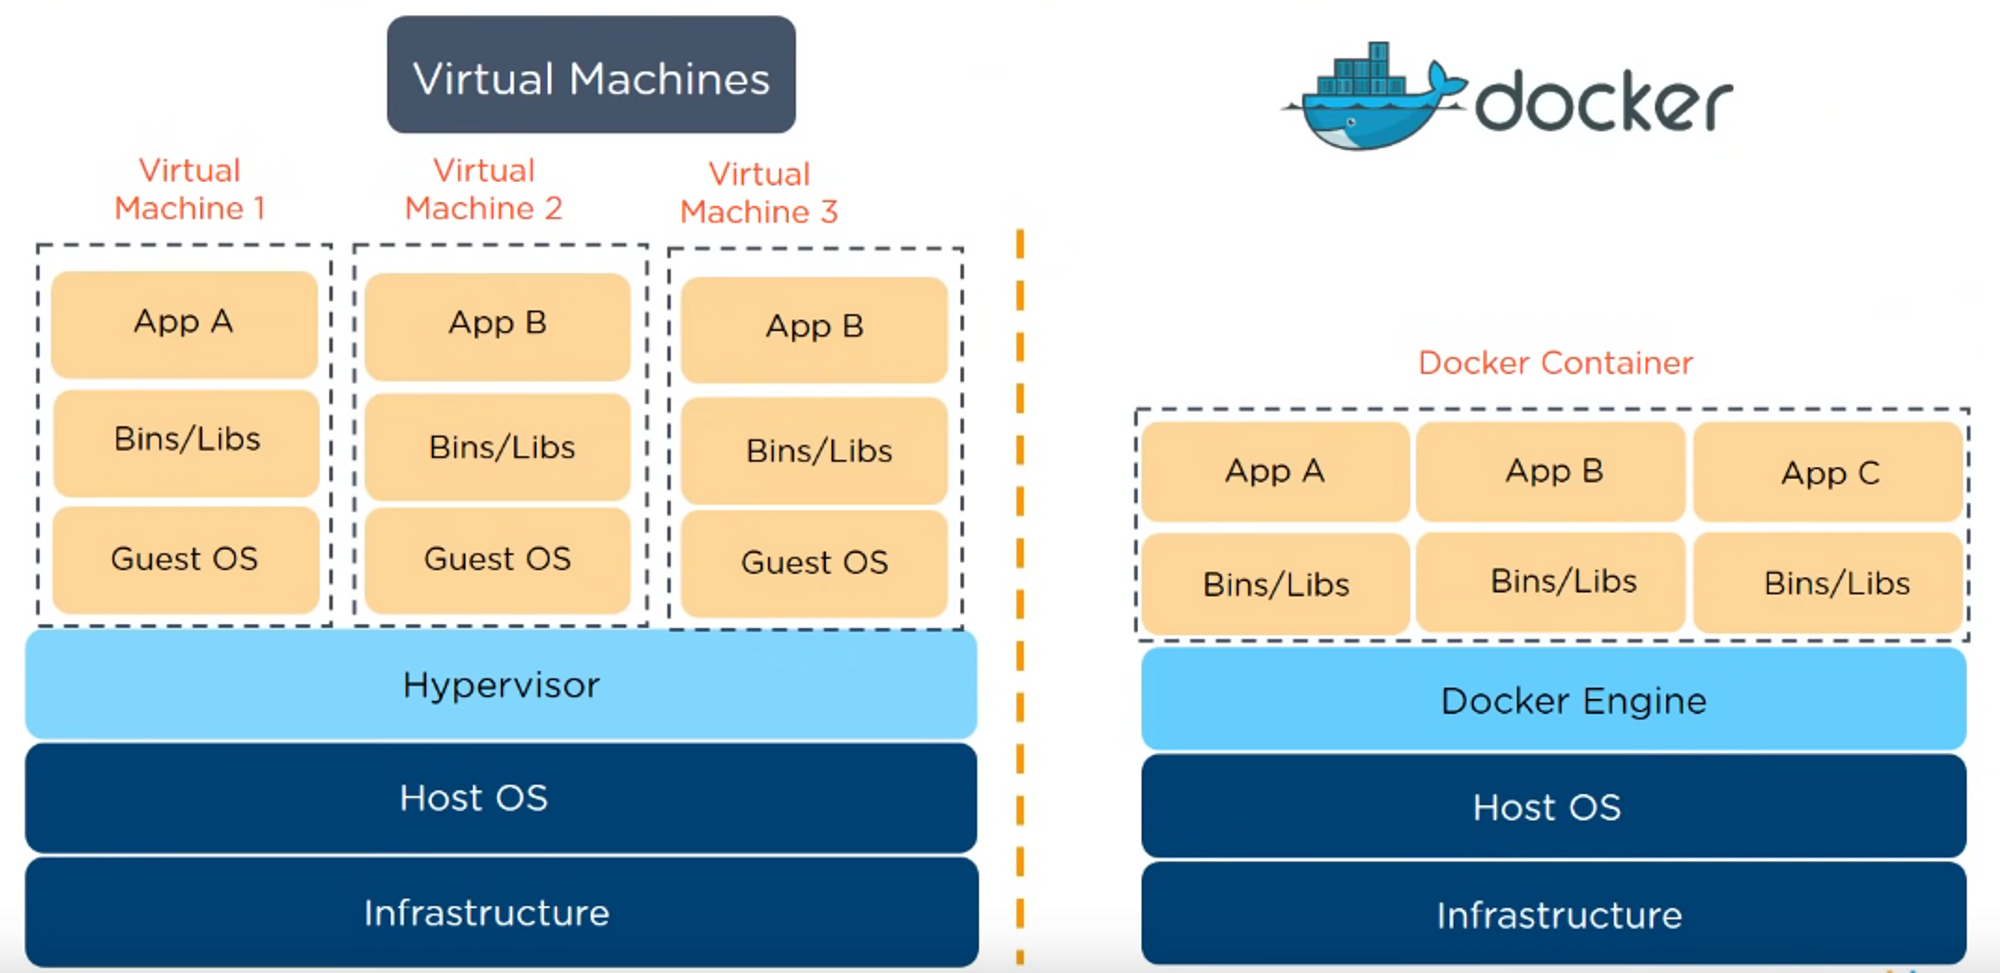 Virtual Machines
Virtual
Machine 1
Virtual
Machine 2
Virtual
Machine 3
App A
App B
App B
Bins/Libs
Bins/Libs
Bins/Libs
Guest OS
Guest OS
Guest OS
Hypervisor
Host OS
Infrastructure
docker
Docker Container
App A
App B
App C
Bins/Libs
Bins/Libs
Bins/Libs
Docker Engine
Host OS
Infrastructure